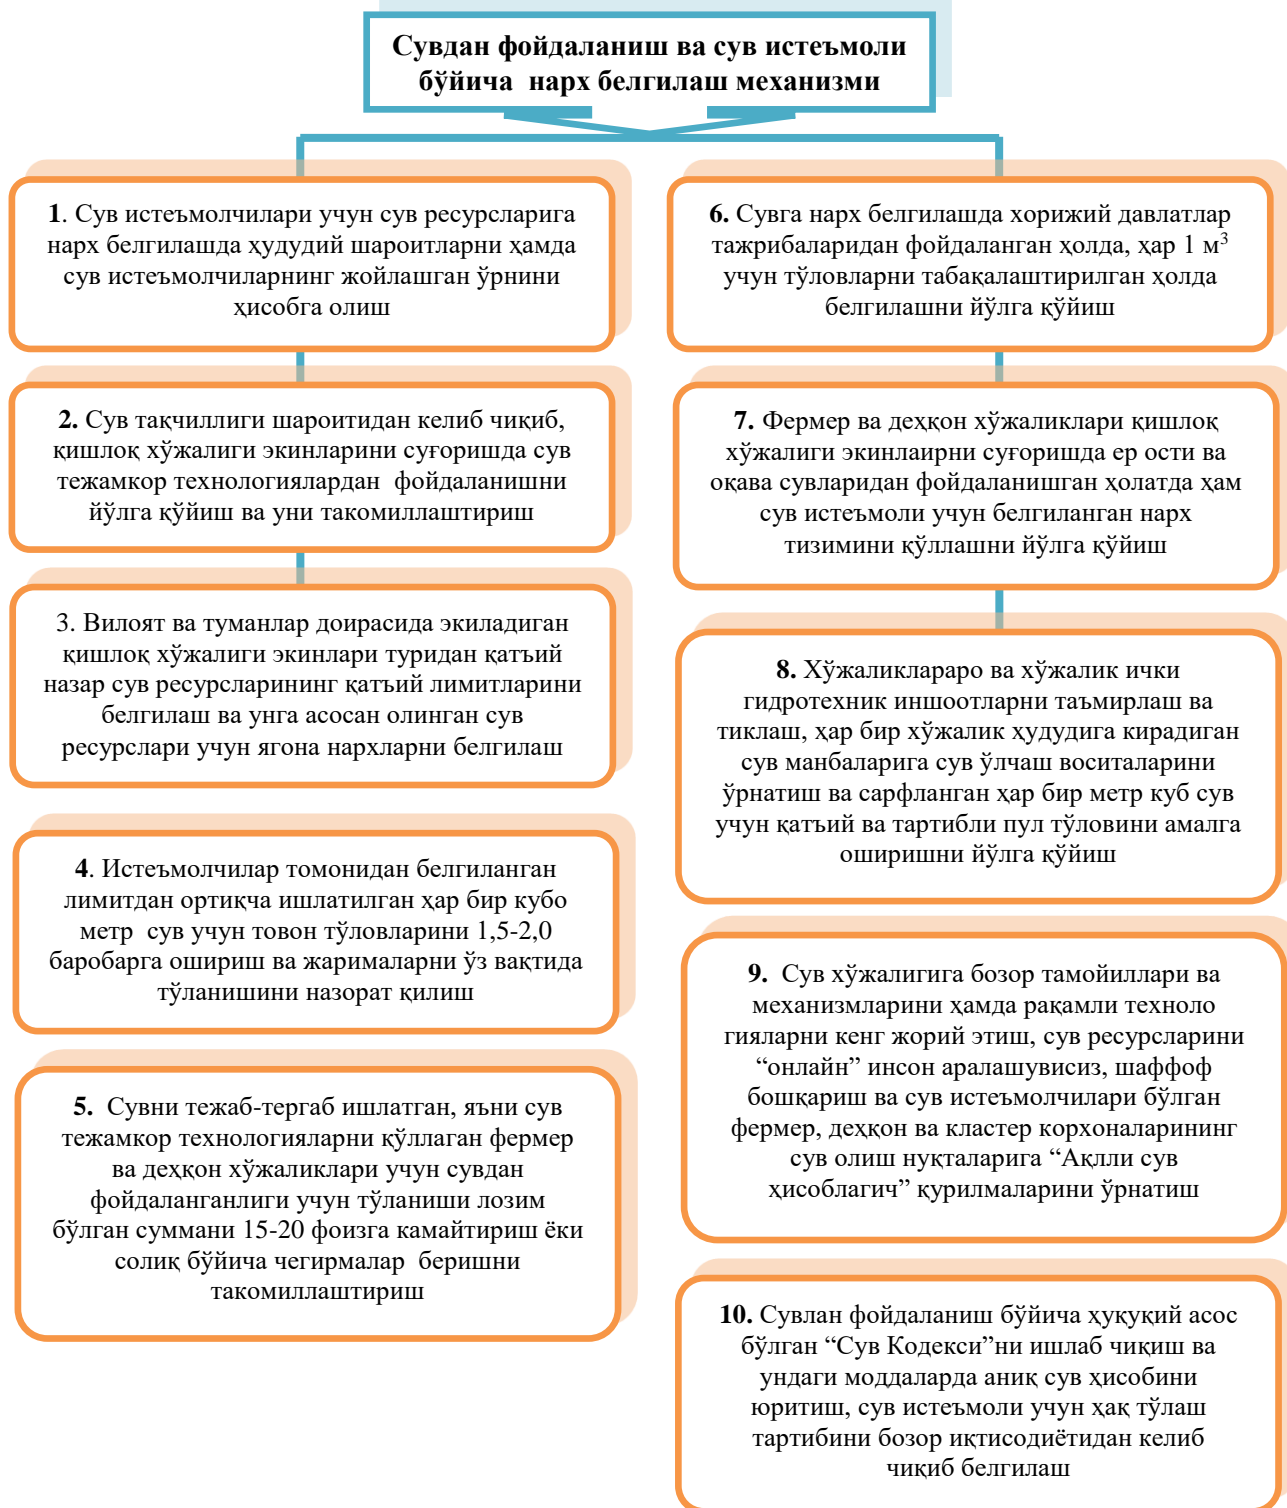 Сувдан фойдаланиш ва сув истеъмоли
бўйича нарх белгилаш механизми
1. Сув истеъмолчилари учун сув ресурсларига
нарх белгилашда ҳудудий шароитларни ҳамда
сув истеъмолчиларнинг жойлашган ўрнини
ҳисобга олиш
2. Сув тақчиллиги шароитидан келиб чиқиб,
қишлоқ хўжалиги экинларини суғоришда сув
тежамкор технологиялардан фойдаланишни
йўлга қўйиш ва уни такомиллаштириш
3. Вилоят ва туманлар доирасида экиладиган
қишлоқ хўжалиги экинлари туридан қатъий
назар сув ресурсларининг қатъий лимитларини
белгилаш ва унга асосан олинган сув
ресурслари учун ягона нархларни белгилаш
4. Истеъмолчилар томонидан белгиланган
лимитдан ортиқча ишлатилган ҳар бир кубо
метр сув учун товон тўловларини 1,5-2,0
баробарга ошириш ва жарималарни ўз вақтида
тўланишини назорат қилиш
5. Сувни тежаб-тергаб ишлатган, яъни сув
тежамкор технологияларни қўллаган фермер
ва деҳқон хўжаликлари учун сувдан
фойдаланганлиги учун тўланиши лозим
бўлган суммани 15-20 фоизга камайтириш ёки
солиқ бўйича чегирмалар беришни
такомиллаштириш
6. Сувга нарх белгилашда хорижий давлатлар
тажрибаларидан фойдаланган ҳолда, ҳар 1 м³
учун тўловларни табақалаштирилган ҳолда
белгилашни йўлга қўйиш
7. Фермер ва деҳқон хўжаликлари қишлоқ
хўжалиги экинлаирни суғоришда ер ости ва
оқава сувларидан фойдаланишган ҳолатда ҳам
сув истеъмоли учун белгиланган нарх
тизимини қўллашни йўлга қўйиш
8. Хўжаликлараро ва хўжалик ички
гидротехник иншоотларни таъмирлаш ва
тиклаш, ҳар бир хўжалик ҳудудига кирадиган
сув манбаларига сув ўлчаш воситаларини
ўрнатиш ва сарфланган ҳар бир метр куб сув
учун қатъий ва тартибли пул тўловини амалга
оширишни йўлга қўйиш
9. Сув хўжалигига бозор тамойиллари ва
механизмларини ҳамда рақамли техноло
гияларни кенг жорий этиш, сув ресурсларини
“онлайн” инсон аралашувисиз, шаффоф
бошқариш ва сув истеъмолчилари бўлган
фермер, деҳқон ва кластер корхоналарининг
сув олиш нуқталарига “Ақлли сув
ҳисоблагич” қурилмаларини ўрнатиш
10. Сувлан фойдаланиш бўйича ҳуқуқий асос
бўлган “Сув Кодекси”ни ишлаб чиқиш ва
ундаги моддаларда аниқ сув ҳисобини
юритиш, сув истеъмоли учун ҳақ тўлаш
тартибини бозор иқтисодиётидан келиб
чиқиб белгилаш